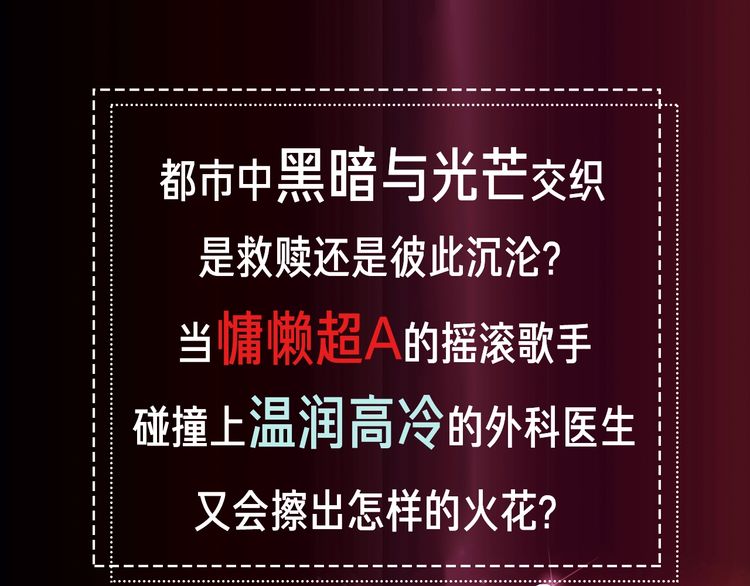 都市中黑暗与光芒交织
是救赎还是彼此沉沦?
当慵懒超A的摇滚歌手
碰撞上温润高冷的外科医生
又会擦出怎样的火花?